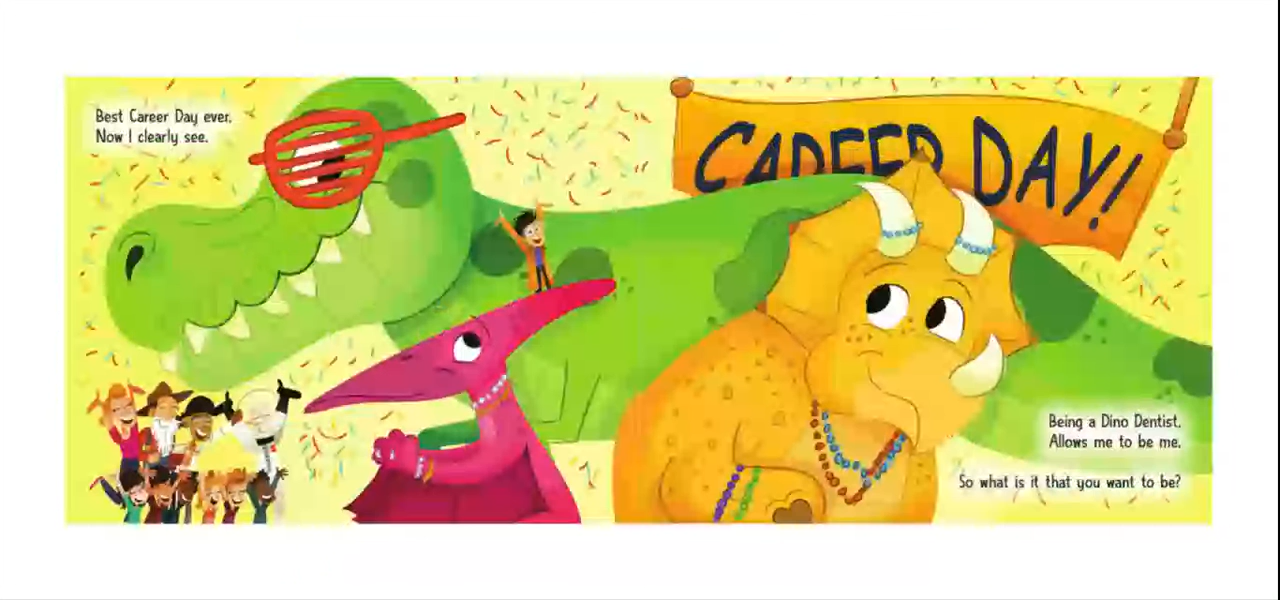 Best Career Day ever.
Now I clearly see.
CAREER DAY!
Being a Dino Dentist.
Allows me to be me.
So what is it that you want to be?